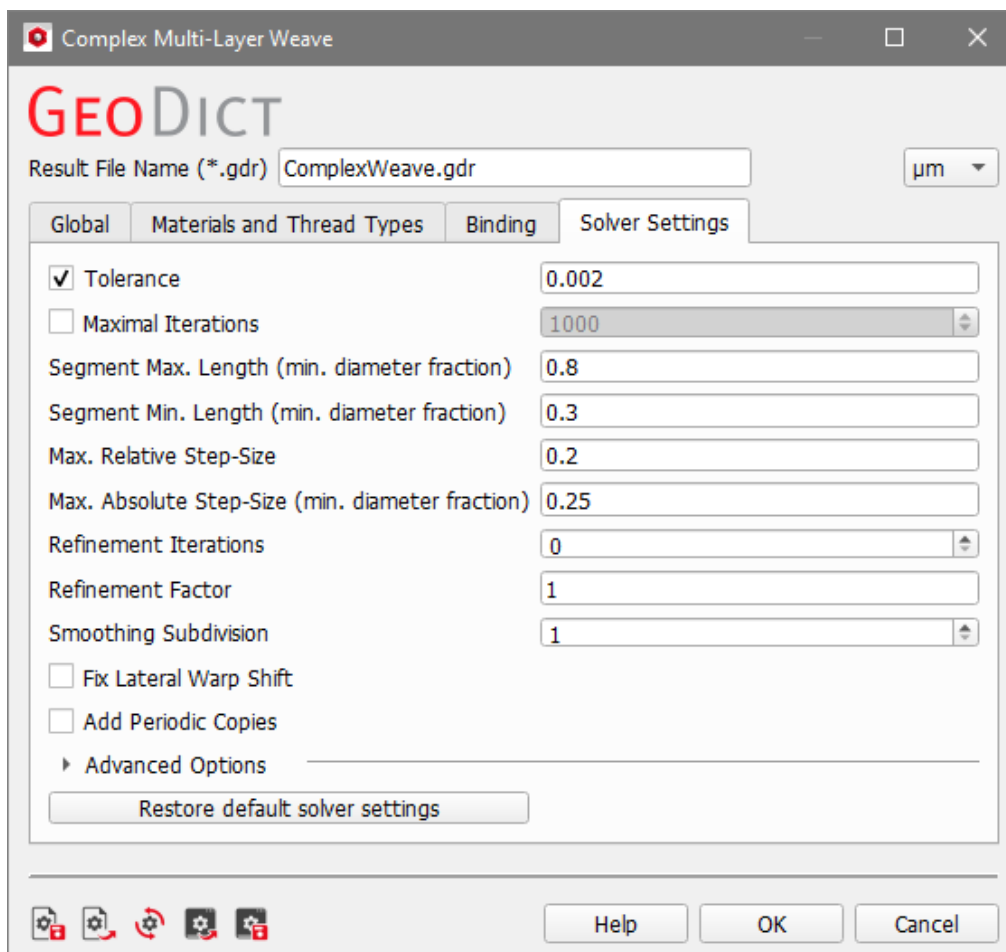 Complex Multi-Layer Weave
GEODICT
Result File Name (*.gdr) ComplexWeave.gdr µm
Global Materials and Thread Types Binding Solver Settings
Tolerance 0.002
Maximal Iterations 1000
Segment Max. Length (min. diameter fraction) 0.8
Segment Min. Length (min. diameter fraction) 0.3
Max. Relative Step-Size 0.2
Max. Absolute Step-Size (min. diameter fraction) 0.25
Refinement Iterations 0
Refinement Factor 1
Smoothing Subdivision 1
Fix Lateral Warp Shift
Add Periodic Copies
Advanced Options
Restore default solver settings
Help OK Cancel